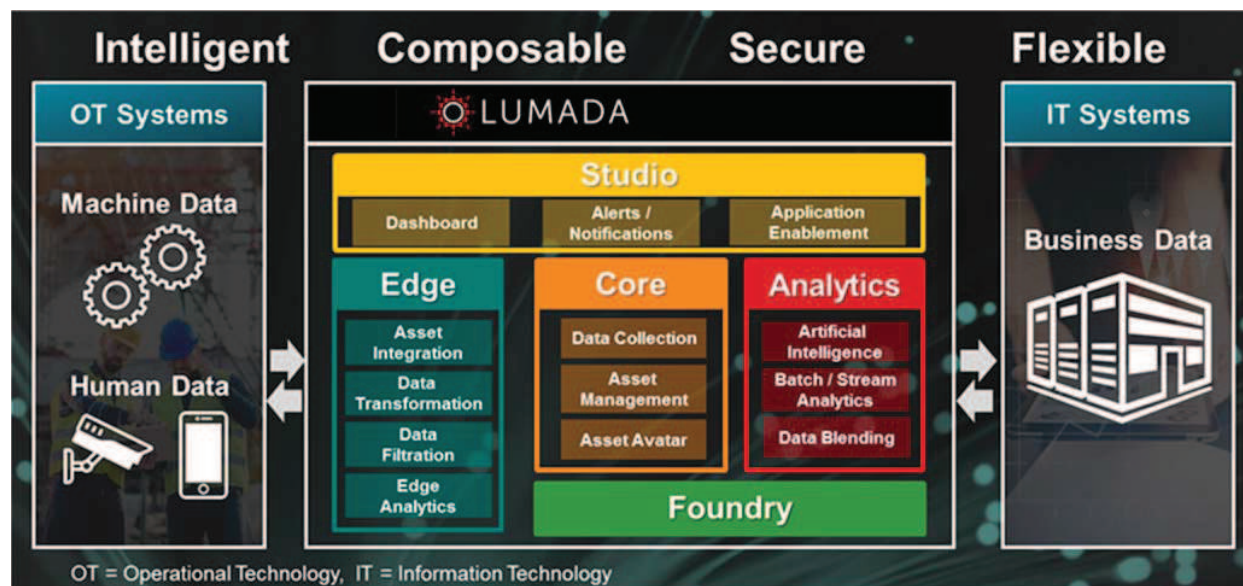 Intelligent Composable Secure Flexible
OT Systems
Machine Data
Human Data
LUMADA
Studio
Dashboard
Alerts /
Notifications
Application
Enablement
Edge
Asset
Integration
Data
Transformation
Data
Filtration
Edge
Analytics
Core
Data Collection
Asset
Management
Asset Avatar
Analytics
Artificial
Intelligence
Batch / Stream
Analytics
Data Blending
Foundry
IT Systems
Business Data
OT = Operational Technology, IT = Information Technology